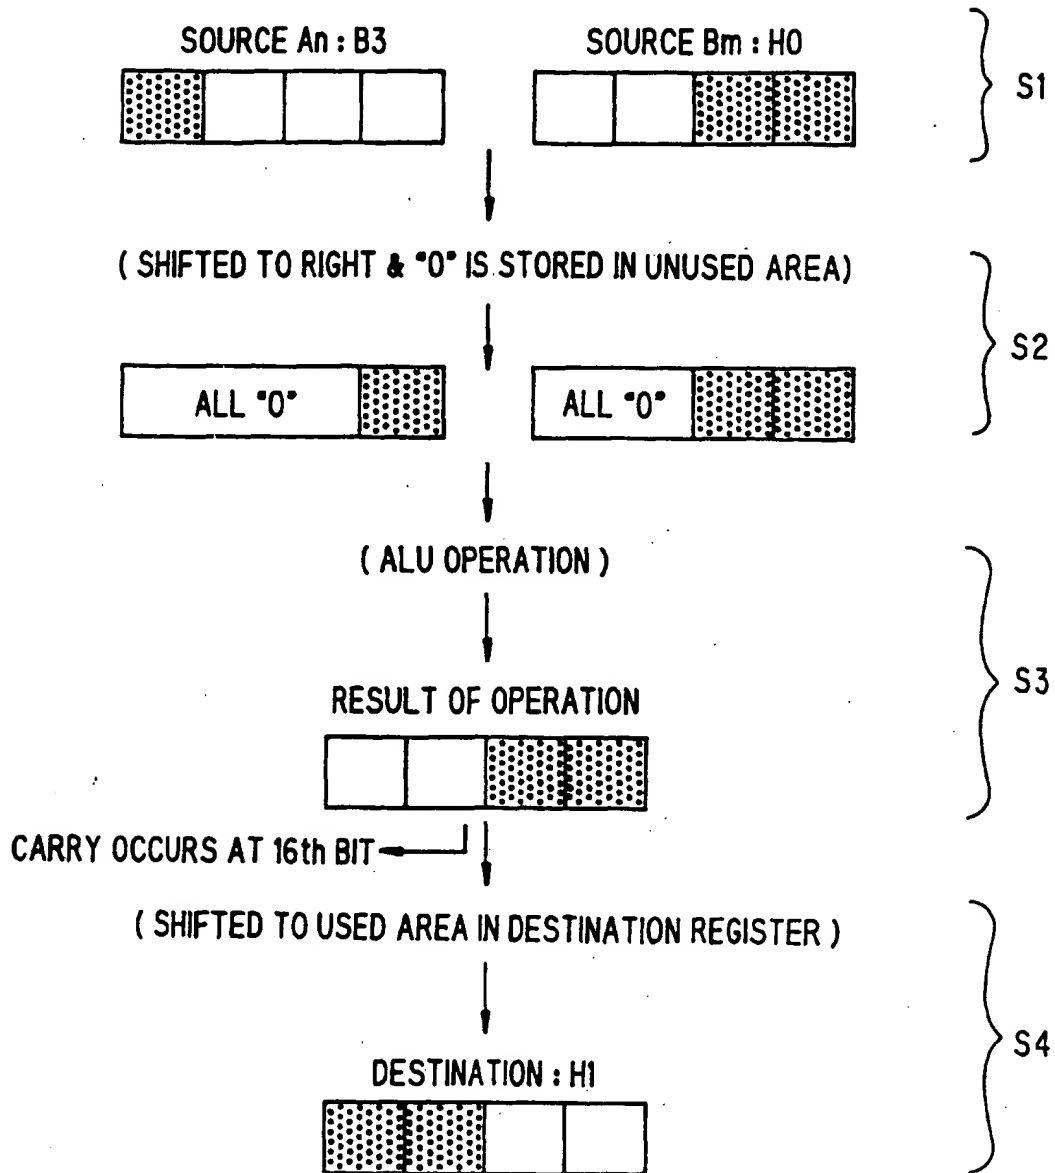 SOURCE An : B3
SOURCE Bm : H0
S1
( SHIFTED TO RIGHT & "0" IS STORED IN UNUSED AREA)
S2
ALL "0"
ALL "0"
( ALU OPERATION )
S3
RESULT OF OPERATION
CARRY OCCURS AT 16th BIT
( SHIFTED TO USED AREA IN DESTINATION REGISTER )
S4
DESTINATION : H1